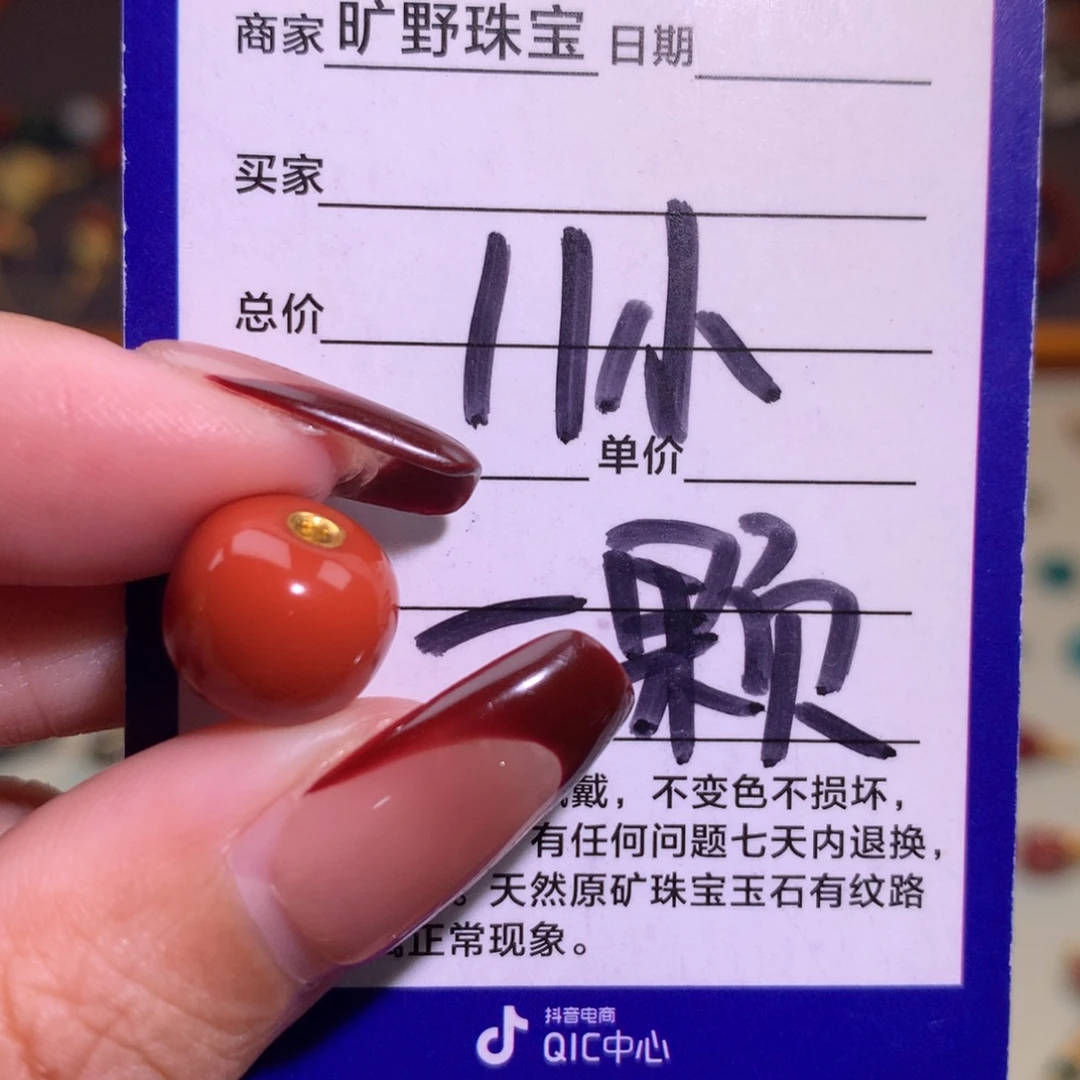 商家 旷野珠宝 日期
买家
总价
11小
单价
一颗
戴，不变色不损坏，
有任何问题七天内退换，
。天然原矿珠宝玉石有纹路
正常现象。
抖音电商
QIC中心